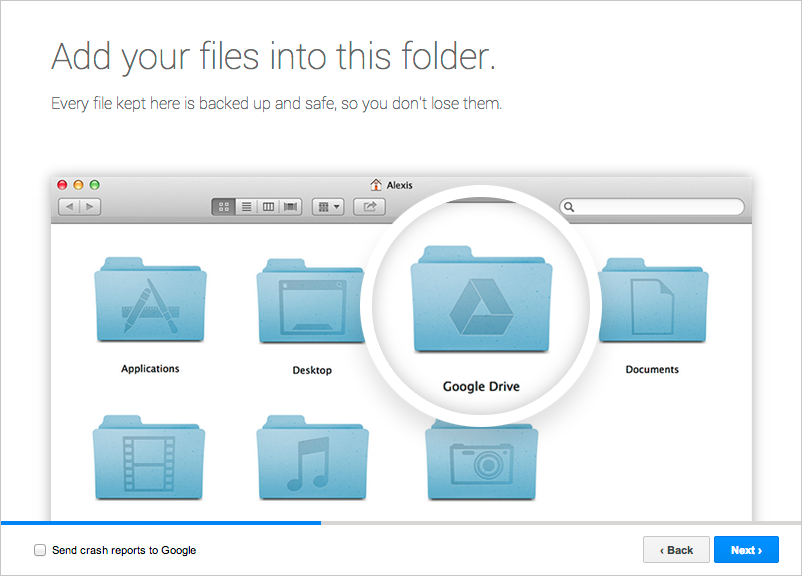 Add your files into this folder.
Every file kept here is backed up and safe, so you don't lose them.
Alexis
Applications
Desktop
Google Drive
Documents
Send crash reports to Google
‹ Back
Next ›